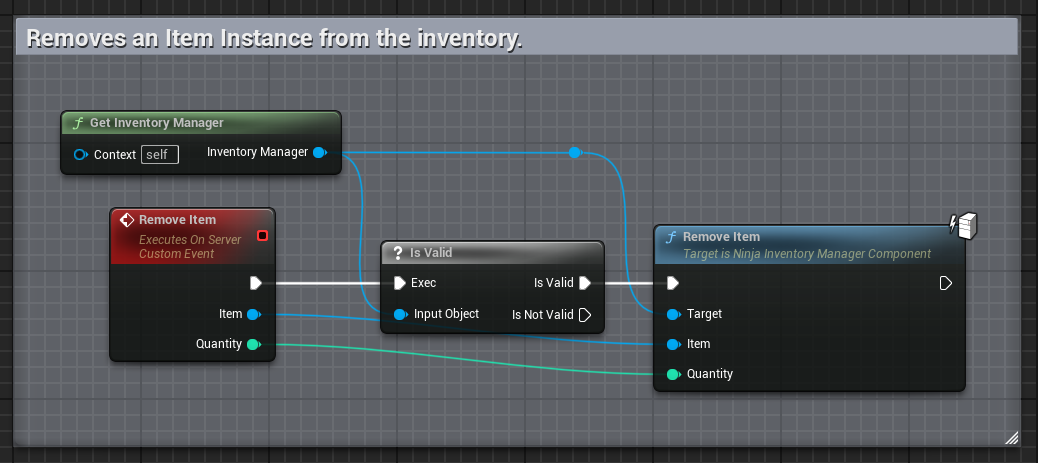 Removes an Item Instance from the inventory.
f Get Inventory Manager
Context self Inventory Manager
Remove Item
Executes On Server
Custom Event
Item
Quantity
? Is Valid
Exec Is Valid
Input Object Is Not Valid
f Remove Item
Target is Ninja Inventory Manager Component
Target
Item
Quantity